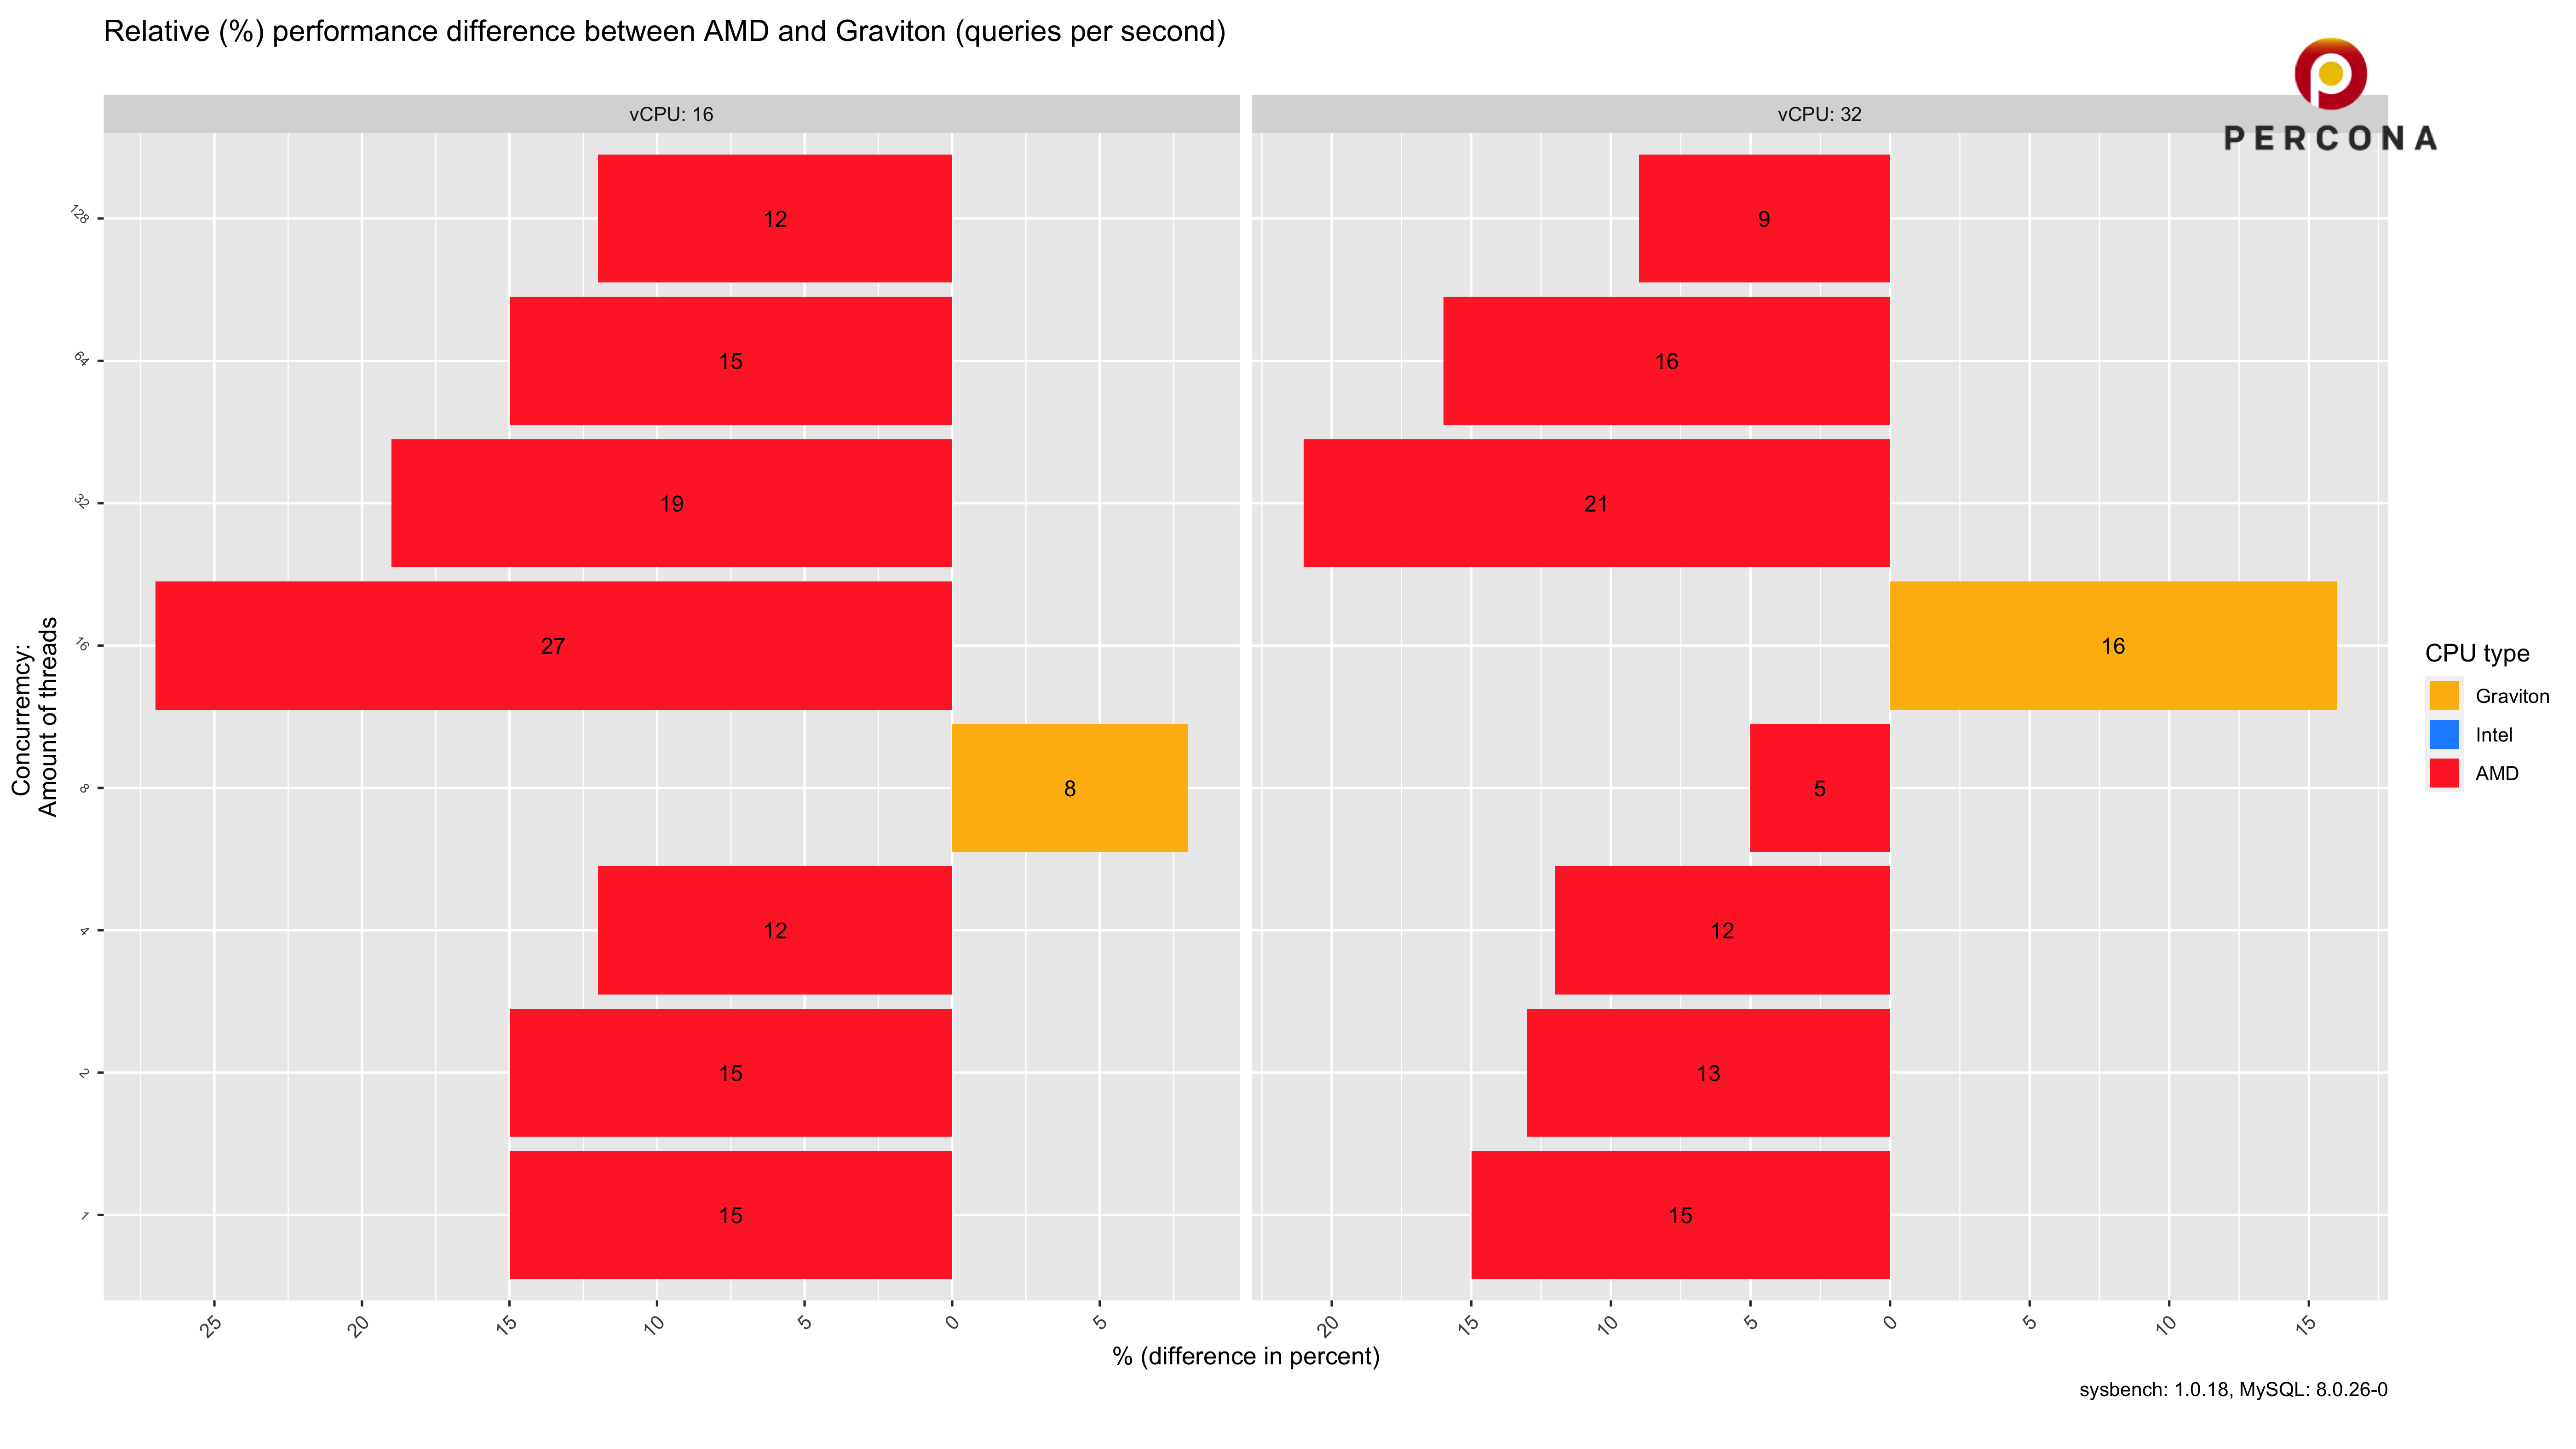 Relative (%) performance difference between AMD and Graviton (queries per second)
PERCONA
vCPU: 16
vCPU: 32
128
64
32
16
8
4
2
1
12
15
19
27
8
12
15
15
9
16
21
16
5
12
13
15
Concurremcy:
Amount of threads
25 20 15 10 5 0 5
20 15 10 5 0 5 10 15
% (difference in percent)
CPU type
Graviton
Intel
AMD
sysbench: 1.0.18, MySQL: 8.0.26-0